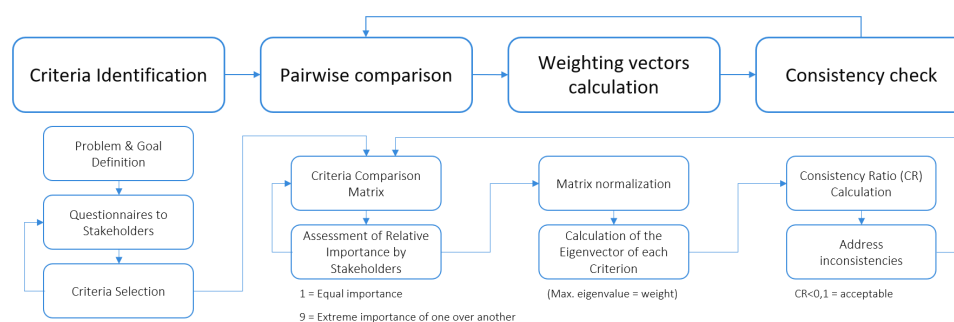 Criteria Identification
Pairwise comparison
Weighting vectors
calculation
Consistency check
Problem & Goal
Definition
Questionnaires to
Stakeholders
Criteria Selection
Criteria Comparison
Matrix
Assessment of Relative
Importance by
Stakeholders
1 = Equal importance
9 = Extreme importance of one over another
Matrix normalization
Calculation of the
Eigenvector of each
Criterion
(Max. eigenvalue = weight)
Consistency Ratio (CR)
Calculation
Address
inconsistencies
CR<0,1 = acceptable